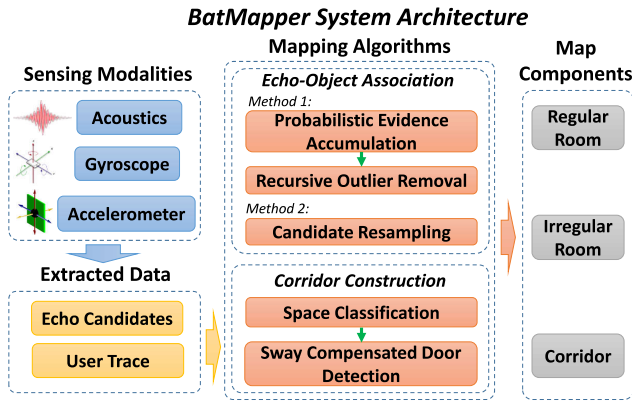 BatMapper System Architecture
Sensing Modalities
Acoustics
Gyroscope
Accelerometer
Extracted Data
Echo Candidates
User Trace
Mapping Algorithms
Echo-Object Association
Method 1:
Probabilistic Evidence
Accumulation
Recursive Outlier Removal
Method 2:
Candidate Resampling
Corridor Construction
Space Classification
Sway Compensated Door
Detection
Map
Components
Regular
Room
Irregular
Room
Corridor